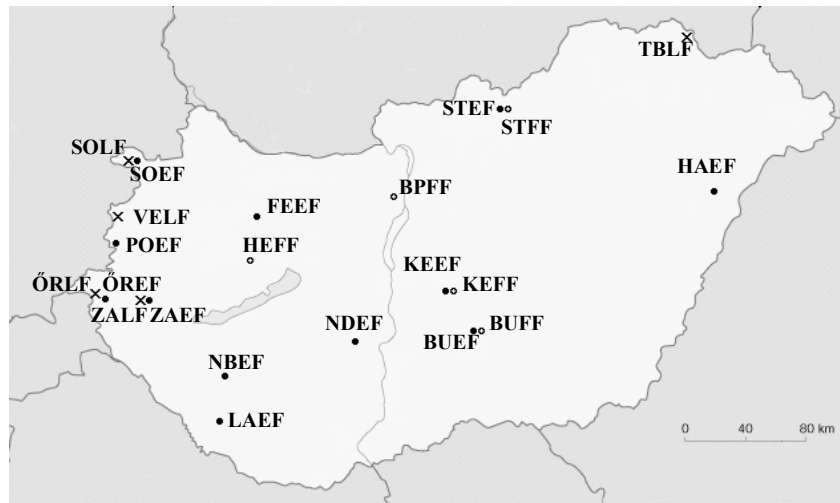 TBLF
STEF
STFF
SOLF
SOEF
HAEF
BPFF
VELF
FEEF
POEF
HEFF
KEEF
KEFF
ŐRLF ŐREF
ZALF ZAEF
NDEF
BUFF
BUEF
NBEF
LAEF
0 40 80 km